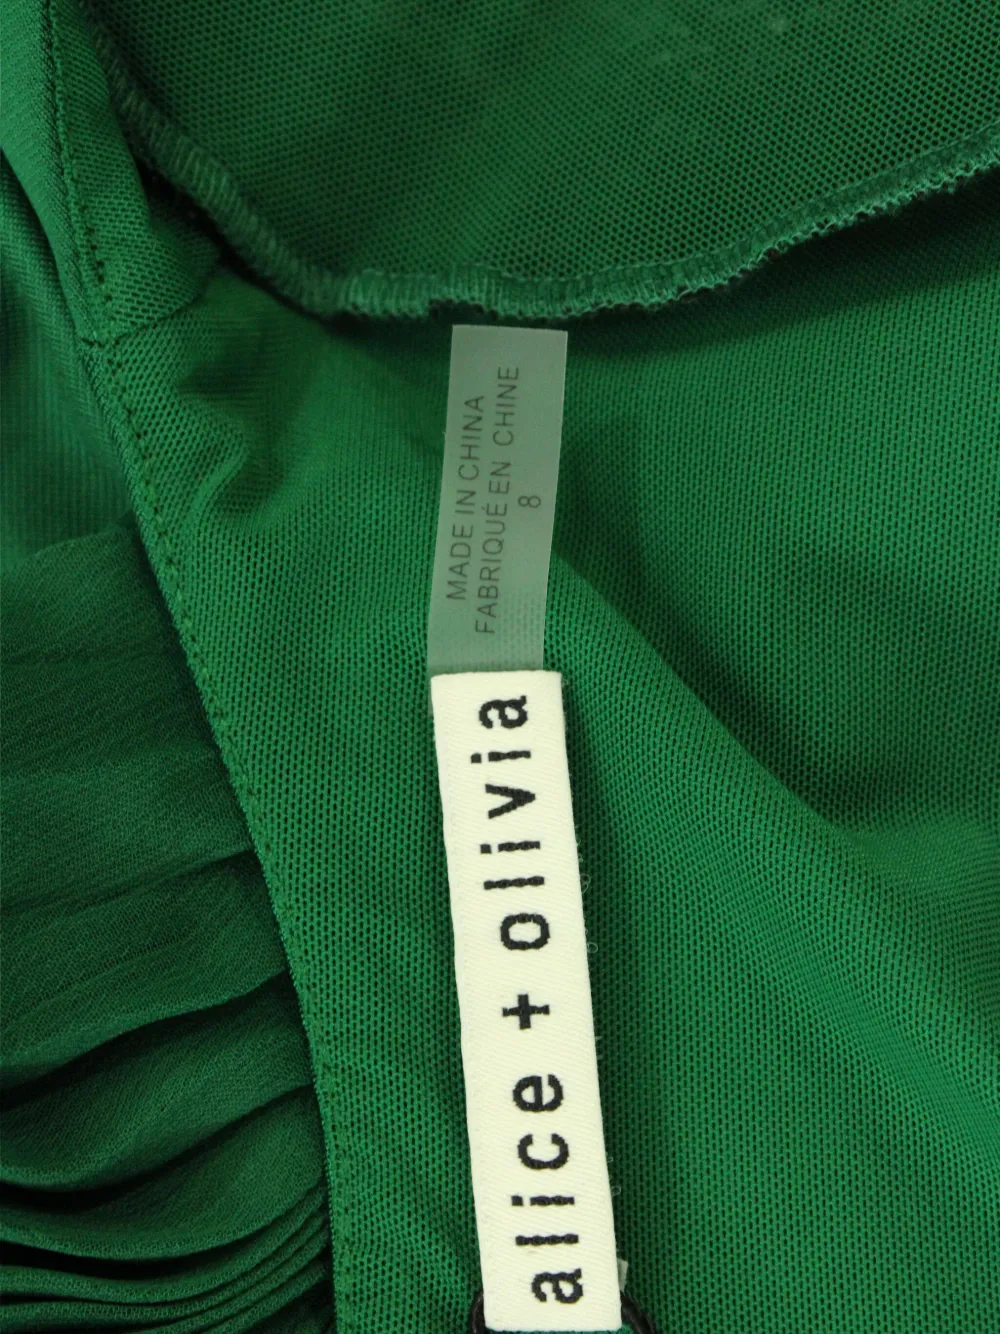 MADE IN CHINA
FABRIQUÉ EN CHINE
8
alice + olivia